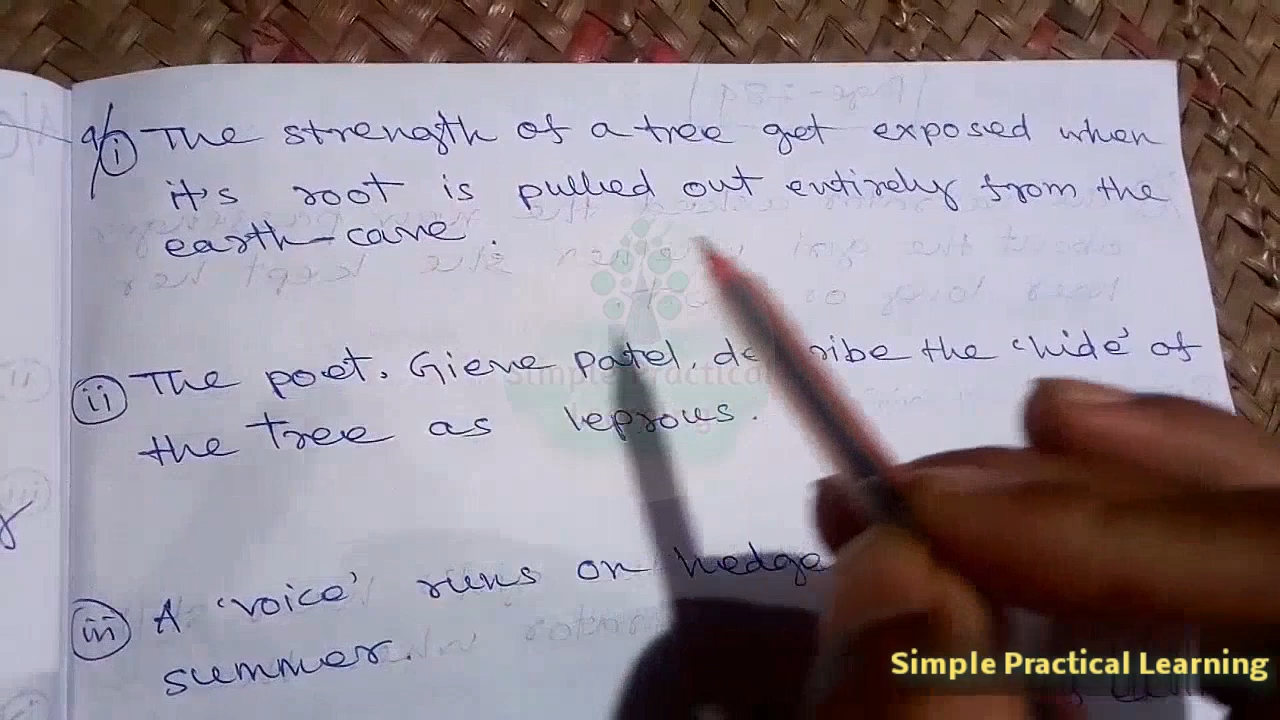 9/ i The strength of a tree get exposed when
it's root is pulled out entirely from the
earth-cave.
ii The poet, Gieve Patel, describe the 'hide' of
the tree as leprous.
iii A 'voice' runs on hedge
summer.
Simple Practical Learning